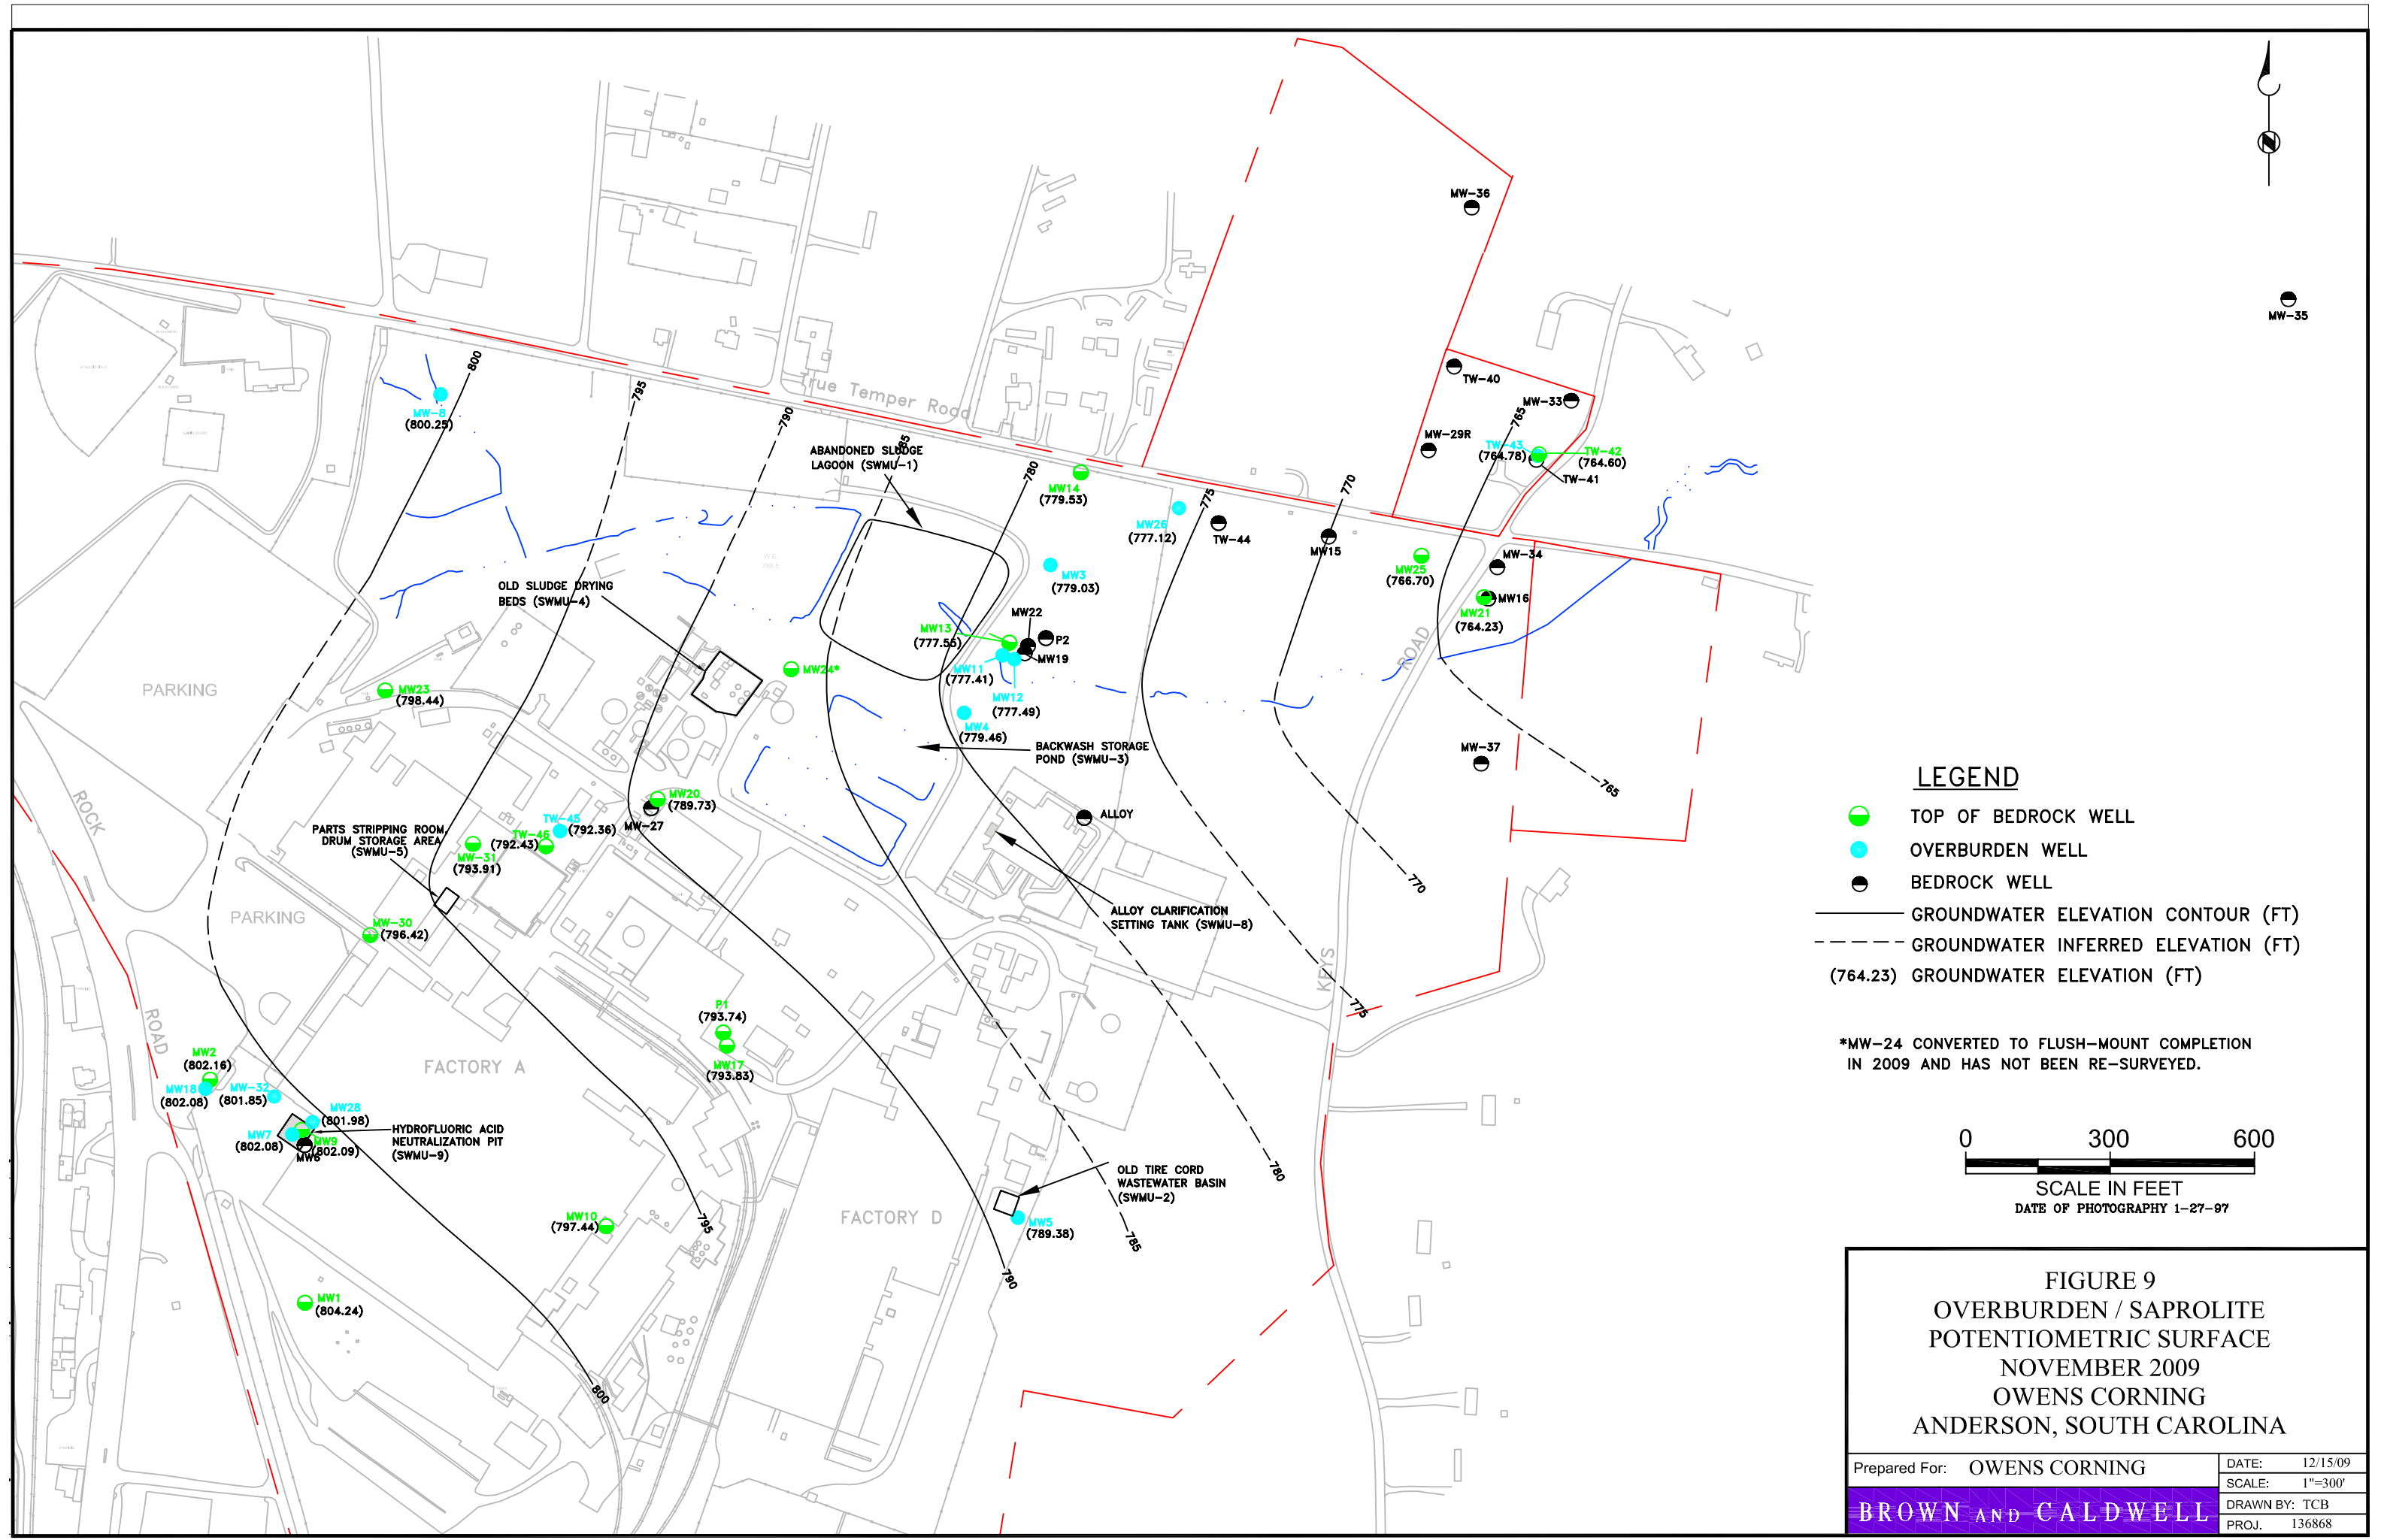 MW-36
MW-35
TW-40
MW-33
765
MW-29R
TW-43
(764.78)
TW-42
(764.60)
TW-41
800
795
790
785
780
775
770
True Temper Road
MW-8
(800.25)
ABANDONED SLUDGE
LAGOON (SWMU-1)
MW14
(779.53)
MW26
(777.12)
TW-44
MW15
MW25
(766.70)
MW-34
MW16
MW21
(764.23)
MW3
(779.03)
OLD SLUDGE DRYING
BEDS (SWMU-4)
MW22
P2
MW19
MW13
(777.55)
MW11
(777.41)
MW12
(777.49)
MW4
(779.46)
MW24*
MW23
(798.44)
PARKING
ROAD
BACKWASH STORAGE
POND (SWMU-3)
MW-37
765
ROCK
MW20
(789.73)
MW-27
TW-45
(792.36)
TW-46
(792.43)
MW-31
(793.91)
PARTS STRIPPING ROOM,
DRUM STORAGE AREA
(SWMU-5)
ALLOY
770
PARKING
MW-30
(796.42)
ALLOY CLARIFICATION
SETTING TANK (SWMU-8)
KEYS
775
ROAD
P1
(793.74)
MW17
(793.83)
FACTORY A
MW2
(802.16)
MW18
(802.08)
MW-32
(801.85)
MW28
(801.98)
MW7
(802.08)
MW9
(802.09)
MW6
HYDROFLUORIC ACID
NEUTRALIZATION PIT
(SWMU-9)
OLD TIRE CORD
WASTEWATER BASIN
(SWMU-2)
780
MW10
(797.44)
795
FACTORY D
MW5
(789.38)
785
790
MW1
(804.24)
800
N
LEGEND
TOP OF BEDROCK WELL
OVERBURDEN WELL
BEDROCK WELL
GROUNDWATER ELEVATION CONTOUR (FT)
GROUNDWATER INFERRED ELEVATION (FT)
(764.23) GROUNDWATER ELEVATION (FT)
*MW-24 CONVERTED TO FLUSH-MOUNT COMPLETION
IN 2009 AND HAS NOT BEEN RE-SURVEYED.
0 300 600
SCALE IN FEET
DATE OF PHOTOGRAPHY 1-27-97
FIGURE 9
OVERBURDEN / SAPROLITE
POTENTIOMETRIC SURFACE
NOVEMBER 2009
OWENS CORNING
ANDERSON, SOUTH CAROLINA
Prepared For: OWENS CORNING
DATE: 12/15/09
SCALE: 1"=300'
DRAWN BY: TCB
PROJ. 136868
BROWN AND CALDWELL